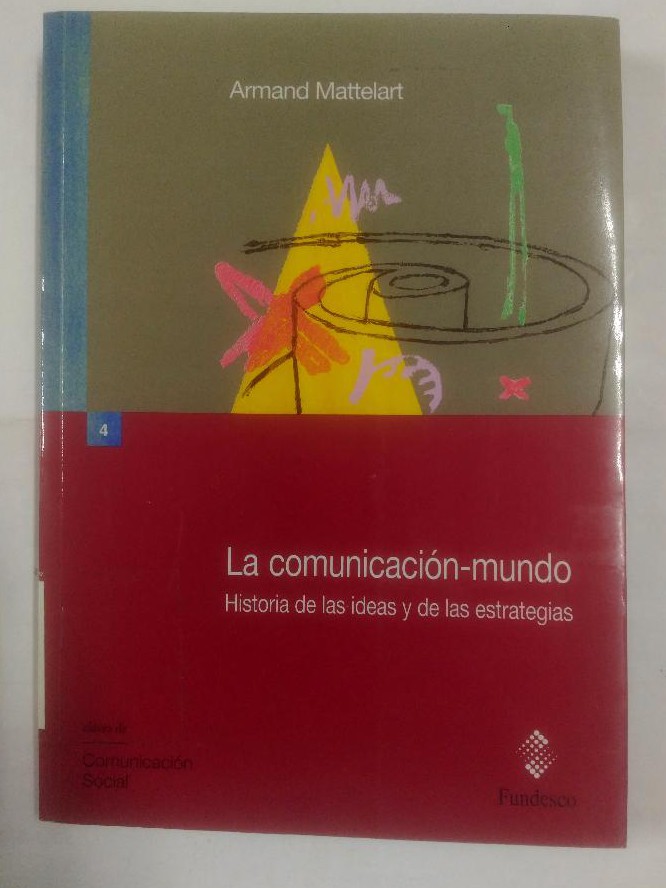 Armand Mattelart
4
La comunicación-mundo
Historia de las ideas y de las estrategias
Comunicación
Social
Fundesco